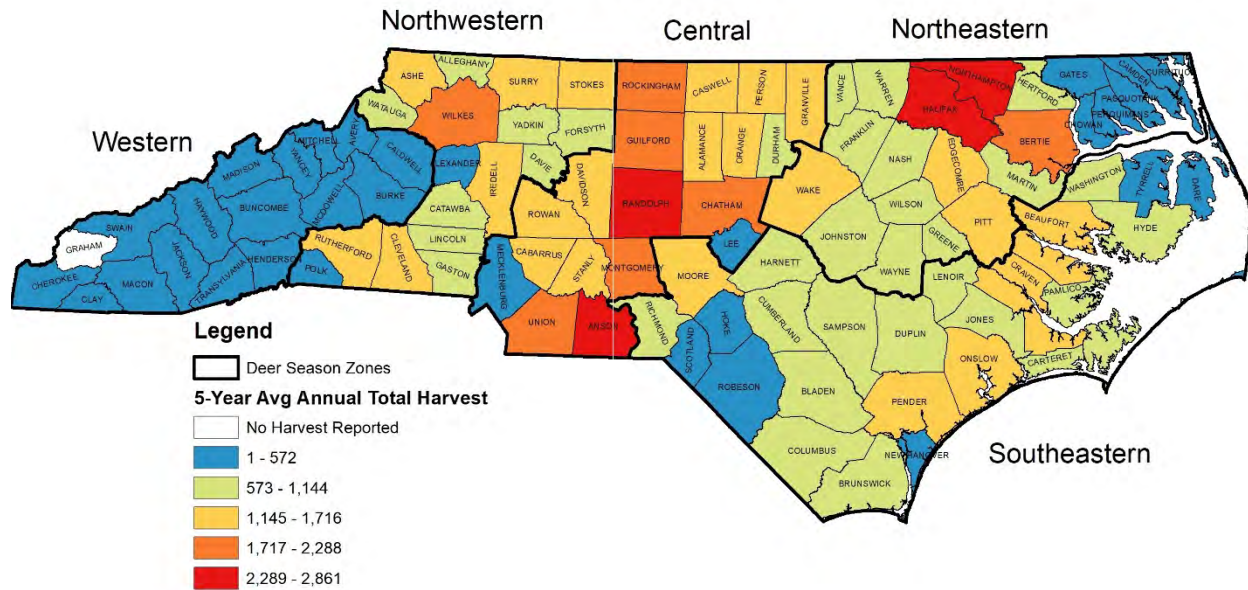 Northwestern
Central
Northeastern
Western
Southeastern
ALLEGHANY
ASHE
SURRY
STOKES
ROCKINGHAM
CASWELL
PERSON
GRANVILLE
VANCE
WARREN
NORTHAMPTON
HERTFORD
GATES
CAMDEN
CURRITUCK
WATAUGA
WILKES
YADKIN
FORSYTH
GUILFORD
ALAMANCE
ORANGE
DURHAM
FRANKLIN
HALIFAX
BERTIE
CHOWAN
PASQUOTANK
PERQUIMANS
MITCHELL
AVERY
YANCEY
MADISON
CALDWELL
LEXANDER
IREDELL
DAVIE
DAVIDSON
RANDOLPH
CHATHAM
WAKE
NASH
EDGECOMBE
MARTIN
WASHINGTON
TYRRELL
DARE
SWAIN
HAYWOOD
BUNCOMBE
MCDOWELL
BURKE
CATAWBA
ROWAN
LEE
JOHNSTON
WILSON
GREENE
PITT
BEAUFORT
HYDE
GRAHAM
CHEROKEE
CLAY
MACON
JACKSON
TRANSYLVANIA
HENDERSON
POLK
RUTHERFORD
CLEVELAND
LINCOLN
GASTON
MECKLENBURG
CABARRUS
STANLY
MONTGOMERY
MOORE
HARNETT
WAYNE
LENOIR
CRAVEN
PAMLICO
UNION
ANSON
RICHMOND
SCOTLAND
HOKE
CUMBERLAND
SAMPSON
DUPLIN
JONES
CARTERET
ROBESON
BLADEN
PENDER
ONSLOW
COLUMBUS
BRUNSWICK
NEW HANOVER
Legend
Deer Season Zones
5-Year Avg Annual Total Harvest
No Harvest Reported
1 - 572
573 - 1,144
1,145 - 1,716
1,717 - 2,288
2,289 - 2,861